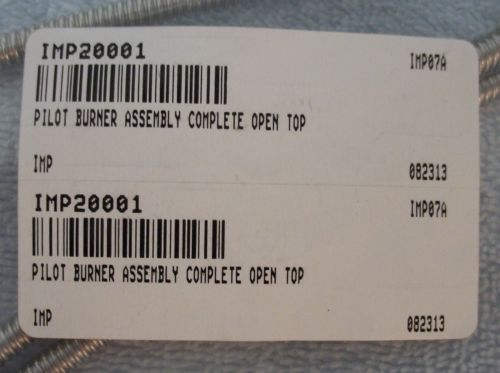 IMP20001 IMP07A
PILOT BURNER ASSEMBLY COMPLETE OPEN TOP
IMP 082313
IMP20001 IMP07A
PILOT BURNER ASSEMBLY COMPLETE OPEN TOP
IMP 082313